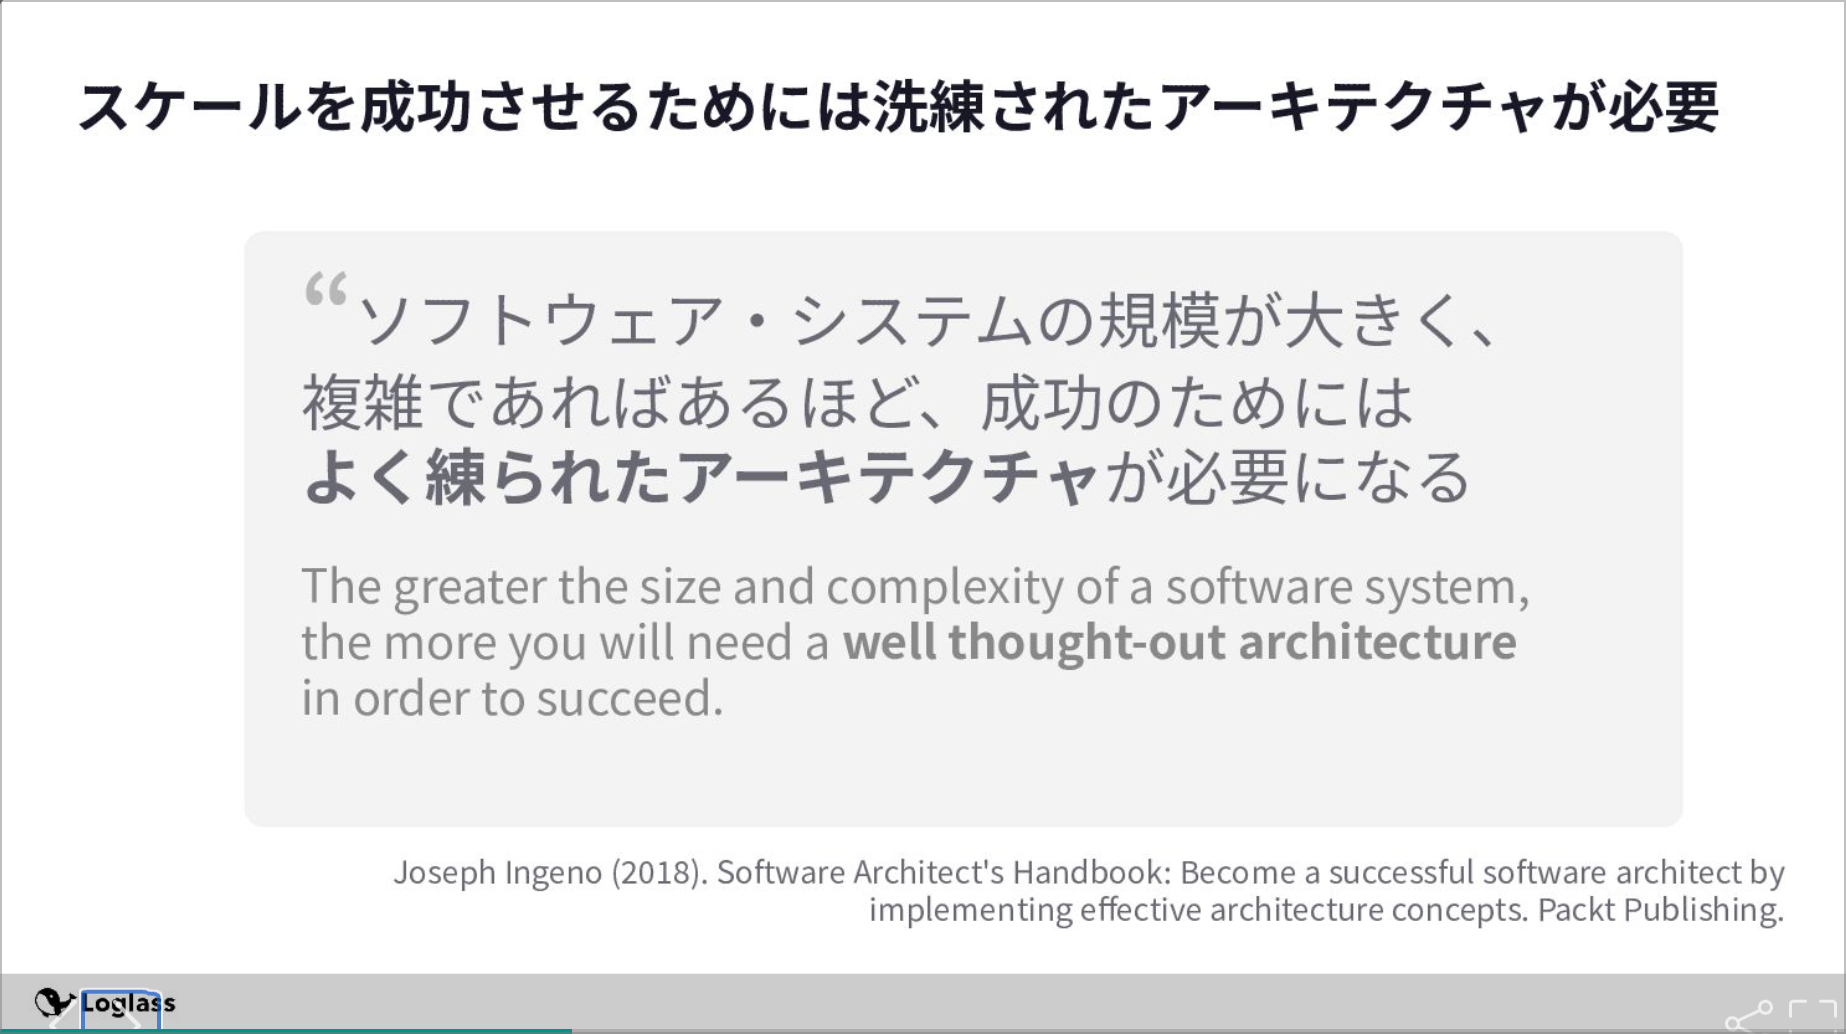 スケールを成功させるためには洗練されたアーキテクチャが必要
“ソフトウェア・システムの規模が大きく、
複雑であればあるほど、成功のためには
よく練られたアーキテクチャが必要になる
The greater the size and complexity of a software system,
the more you will need a well thought-out architecture
in order to succeed.
Joseph Ingeno (2018). Software Architect's Handbook: Become a successful software architect by
implementing effective architecture concepts. Packt Publishing.
Loglass